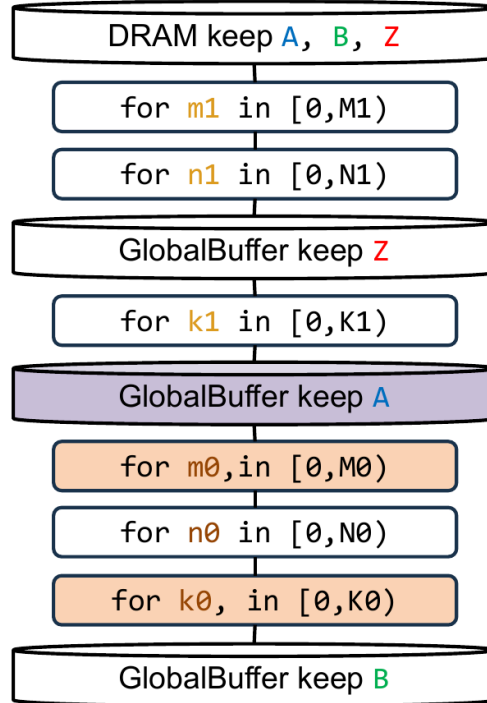 DRAM keep A, B, Z
for m1 in [0,M1)
for n1 in [0,N1)
GlobalBuffer keep Z
for k1 in [0,K1)
GlobalBuffer keep A
for m0,in [0,M0)
for n0 in [0,N0)
for k0, in [0,K0)
GlobalBuffer keep B